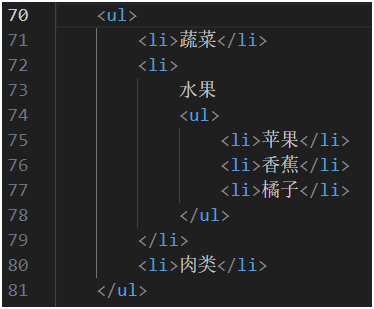 70 <ul>
71 <li>蔬菜</li>
72 <li>
73 水果
74 <ul>
75 <li>苹果</li>
76 <li>香蕉</li>
77 <li>橘子</li>
78 </ul>
79 </li>
80 <li>肉类</li>
81 </ul>